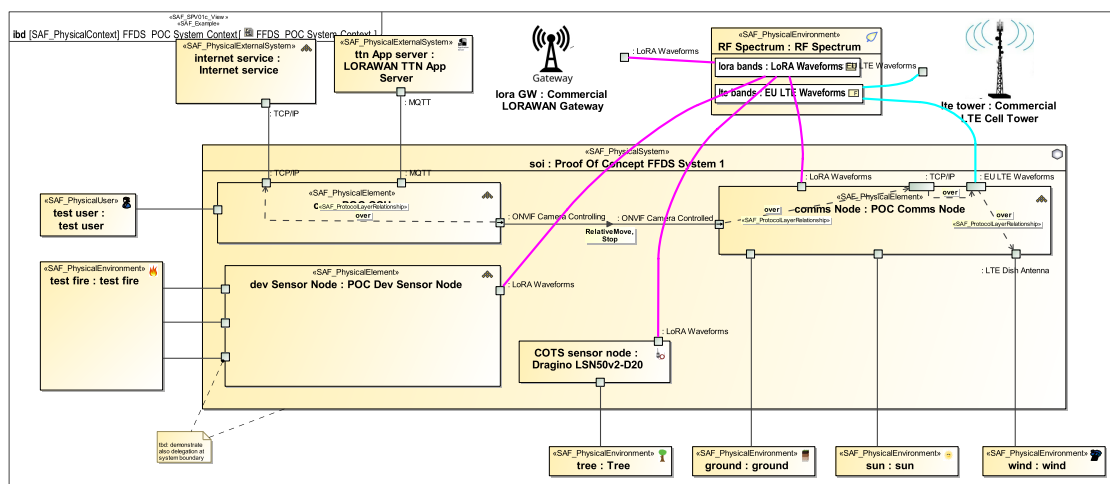 «SAF_SPV01c_View »
«SAF_Example»
ibd [SAF_PhysicalContext] FFDS POC System Context[ FFDS POC System Context ]
«SAF_PhysicalExternalSystem»
internet service :
Internet service
: TCP/IP
«SAF_PhysicalExternalSystem»
ttn App server :
LORAWAN TTN App
Server
: MQTT
Gateway
lora GW : Commercial
LORAWAN Gateway
: LoRA Waveforms
«SAF_PhysicalEnvironment»
RF Spectrum : RF Spectrum
lora bands : LoRA Waveforms
EU LTE Waveforms
lte bands : EU LTE Waveforms
lte tower : Commercial
LTE Cell Tower
«SAF_PhysicalSystem»
soi : Proof Of Concept FFDS System 1
: TCP/IP
: MQTT
«SAF_PhysicalElement»
«SAF_ProtocolLayerRelationship»
over
: ONVIF Camera Controlling
: ONVIF Camera Controlled
RelativeMove,
Stop
: LoRA Waveforms
: TCP/IP
: EU LTE Waveforms
«SAF_PhysicalElement»
comms Node : POC Comms Node
over
«SAF_ProtocolLayerRelationship»
over
over
«SAF_ProtocolLayerRelationship»
: LTE Dish Antenna
«SAF_PhysicalUser»
test user :
test user
«SAF_PhysicalEnvironment»
test fire : test fire
«SAF_PhysicalElement»
dev Sensor Node : POC Dev Sensor Node
: LoRA Waveforms
: LoRA Waveforms
COTS sensor node :
Dragino LSN50v2-D20
tbd: demonstrate
also delegation at
system boundary
«SAF_PhysicalEnvironment»
tree : Tree
«SAF_PhysicalEnvironment»
ground : ground
«SAF_PhysicalEnvironment»
sun : sun
«SAF_PhysicalEnvironment»
wind : wind